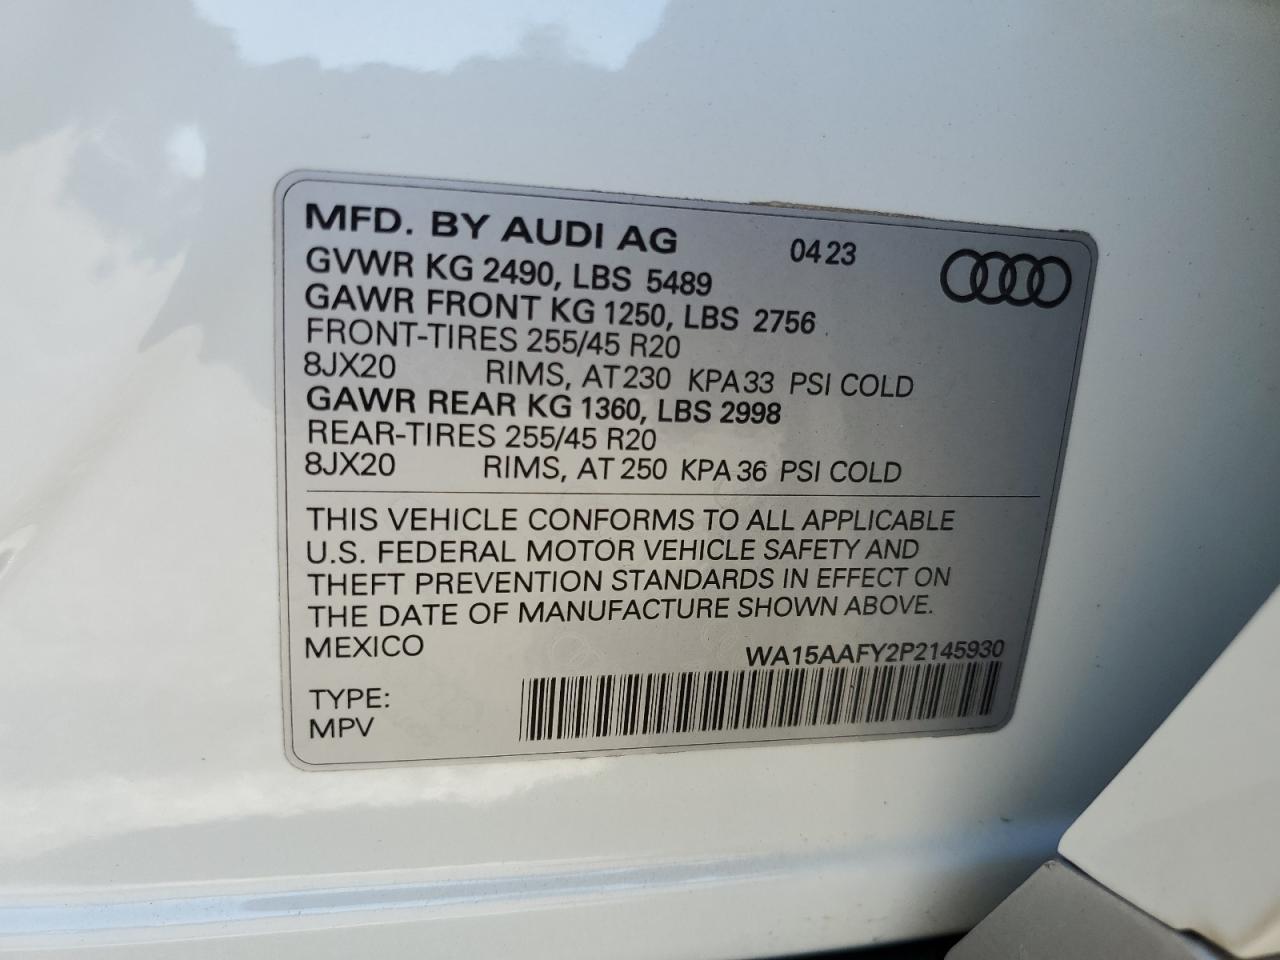 MFD. BY AUDI AG 04 23
GVWR KG 2490, LBS 5489
GAWR FRONT KG 1250, LBS 2756
FRONT-TIRES 255/45 R20
8JX20 RIMS, AT 230 KPA 33 PSI COLD
GAWR REAR KG 1360, LBS 2998
REAR-TIRES 255/45 R20
8JX20 RIMS, AT 250 KPA 36 PSI COLD
THIS VEHICLE CONFORMS TO ALL APPLICABLE
U.S. FEDERAL MOTOR VEHICLE SAFETY AND
THEFT PREVENTION STANDARDS IN EFFECT ON
THE DATE OF MANUFACTURE SHOWN ABOVE.
MEXICO WA15AAFY2P2145930
TYPE:
MPV